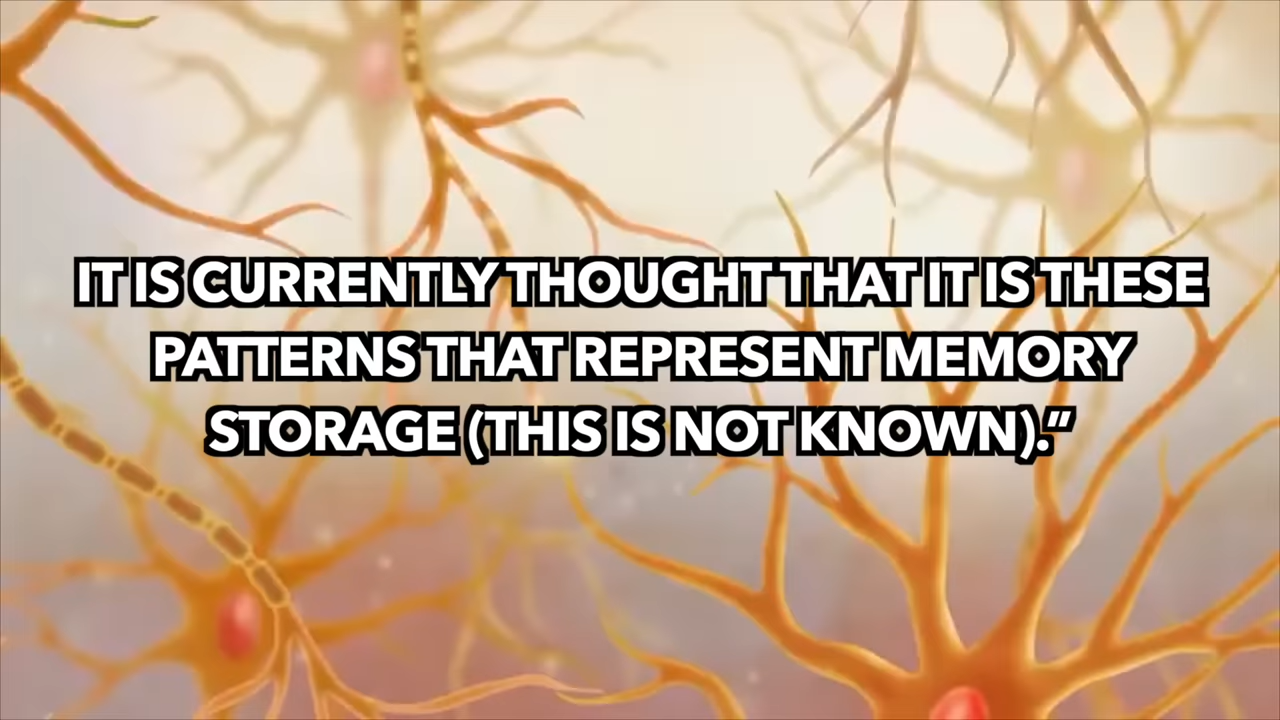 IT IS CURRENTLY THOUGHT THAT IT IS THESE
PATTERNS THAT REPRESENT MEMORY
STORAGE (THIS IS NOT KNOWN).”